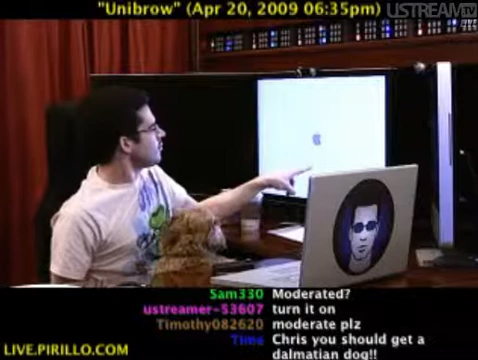 "Unibrow" (Apr 20, 2009 06:35pm)
USTREAM.TV
Sam330 Moderated?
ustreamer-53607 turn it on
Timothy082620 moderate plz
Time Chris you should get a
dalmatian dog!!
LIVE.PIRILLO.COM